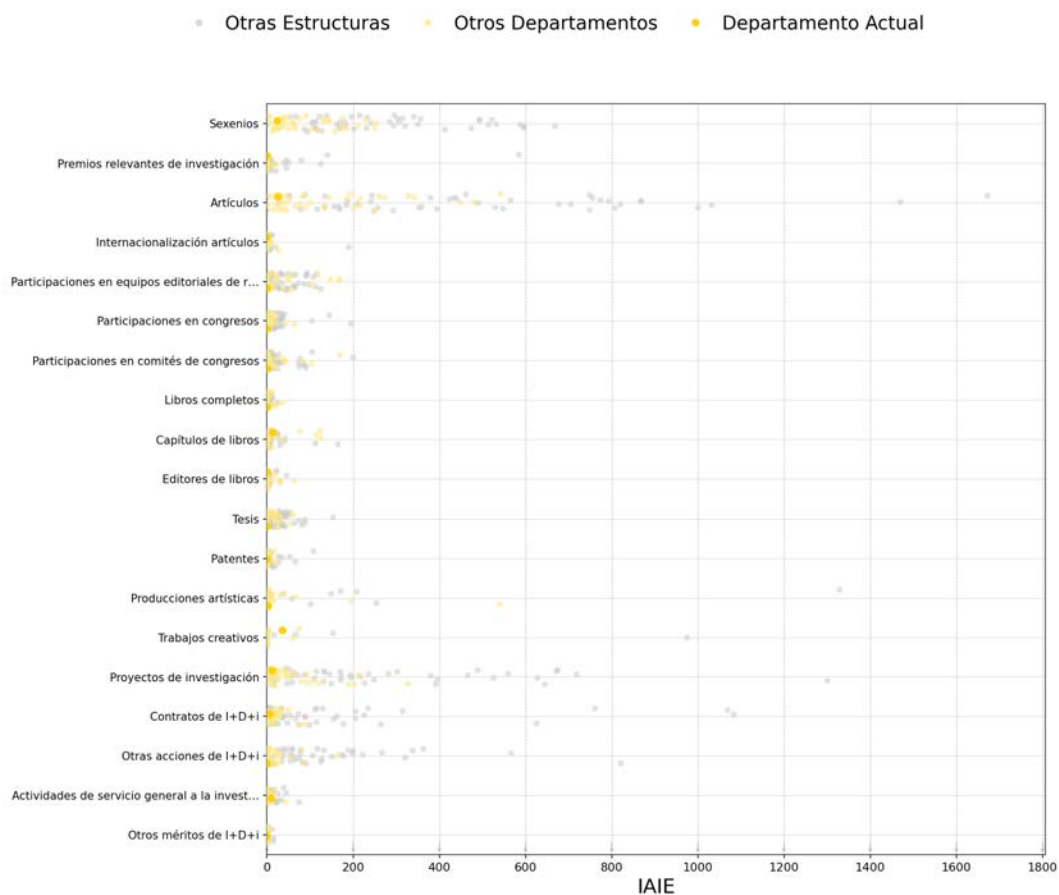 Otras Estructuras Otros Departamentos Departamento Actual
Sexenios
Premios relevantes de investigación
Artículos
Internacionalización artículos
Participaciones en equipos editoriales de r...
Participaciones en congresos
Participaciones en comités de congresos
Libros completos
Capítulos de libros
Editores de libros
Tesis
Patentes
Producciones artísticas
Trabajos creativos
Proyectos de investigación
Contratos de I+D+i
Otras acciones de I+D+i
Actividades de servicio general a la invest...
Otros méritos de I+D+i
0 200 400 600 800 1000 1200 1400 1600 1800
IAIE